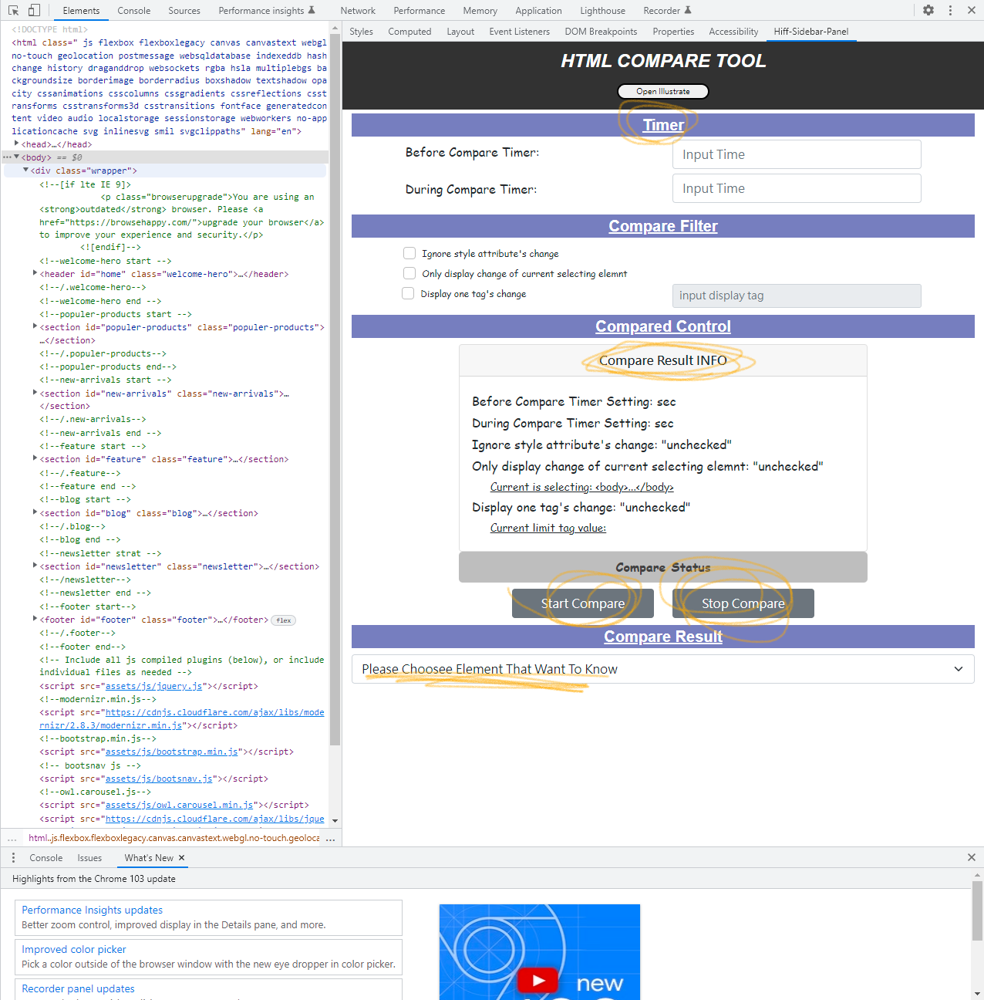 Elements Console Sources Performance insights Network Performance Memory Application Lighthouse Recorder
<!DOCTYPE html>
<html class=" js flexbox flexboxlegacy canvas canvastext webgl
no-touch geolocation postmessage websqldatabase indexeddb hash
change history draganddrop websockets rgba hsla multiplebgs ba
ckgroundsize borderimage borderradius boxshadow textshadow opa
city cssanimations csscolumns cssgradients cssreflections csst
ransforms csstransforms3d csstransitions fontface generatedcon
tent video audio localstorage sessionstorage webworkers no-app
licationcache svg inlinesvg smil svgclippaths" lang="en">
<head>…</head>
<body> == $0
<div class="wrapper">
<!--[if lte IE 9]>
<p class="browserupgrade">You are using an
<strong>outdated</strong> browser. Please <a
href="https://browsehappy.com/">upgrade your browser</a>
to improve your experience and security.</p>
<![endif]-->
<!--welcome-hero start -->
<header id="home" class="welcome-hero">…</header>
<!--/.welcome-hero-->
<!--welcome-hero end -->
<!--populer-products start -->
<section id="populer-products" class="populer-products">
…</section>
<!--/.populer-products-->
<!--populer-products end-->
<!--new-arrivals start -->
<section id="new-arrivals" class="new-arrivals">…
</section>
<!--/.new-arrivals-->
<!--new-arrivals end -->
<!--feature start -->
<section id="feature" class="feature">…</section>
<!--/.feature-->
<!--feature end -->
<!--blog start -->
<section id="blog" class="blog">…</section>
<!--/.blog-->
<!--blog end -->
<!--newsletter strat -->
<section id="newsletter" class="newsletter">…</section>
<!--/newsletter-->
<!--newsletter end -->
<!--footer start-->
<footer id="footer" class="footer">…</footer> flex
<!--/.footer-->
<!--footer end-->
<!-- Include all js compiled plugins (below), or include
individual files as needed -->
<script src="assets/js/jquery.js"></script>
<!--modernizr.min.js-->
<script src="https://cdnjs.cloudflare.com/ajax/libs/mode
rnizr/2.8.3/modernizr.min.js"></script>
<!--bootstrap.min.js-->
<script src="assets/js/bootstrap.min.js"></script>
<!-- bootsnav js -->
<script src="assets/js/bootsnav.js"></script>
<!--owl.carousel.js-->
<script src="assets/js/owl.carousel.min.js"></script>
<script src="https://cdnjs.cloudflare.com/ajax/libs/jque
... html.js.flexbox.flexboxlegacy.canvas.canvastext.webgl.no-touch.geoloca ...
Styles Computed Layout Event Listeners DOM Breakpoints Properties Accessibility Hiff-Sidebar-Panel
HTML COMPARE TOOL
Open Illustrate
Timer
Before Compare Timer: Input Time
During Compare Timer: Input Time
Compare Filter
Ignore style attribute's change
Only display change of current selecting elemnt
Display one tag's change input display tag
Compared Control
Compare Result INFO
Before Compare Timer Setting: sec
During Compare Timer Setting: sec
Ignore style attribute's change: "unchecked"
Only display change of current selecting elemnt: "unchecked"
Current is selecting: <body>...</body>
Display one tag's change: "unchecked"
Current limit tag value:
Compare Status
Start Compare Stop Compare
Compare Result
Please Choosee Element That Want To Know
Console Issues What's New
Highlights from the Chrome 103 update
Performance Insights updates
Better zoom control, improved display in the Details pane, and more.
Improved color picker
Pick a color outside of the browser window with the new eye dropper in color picker.
Recorder panel updates
new